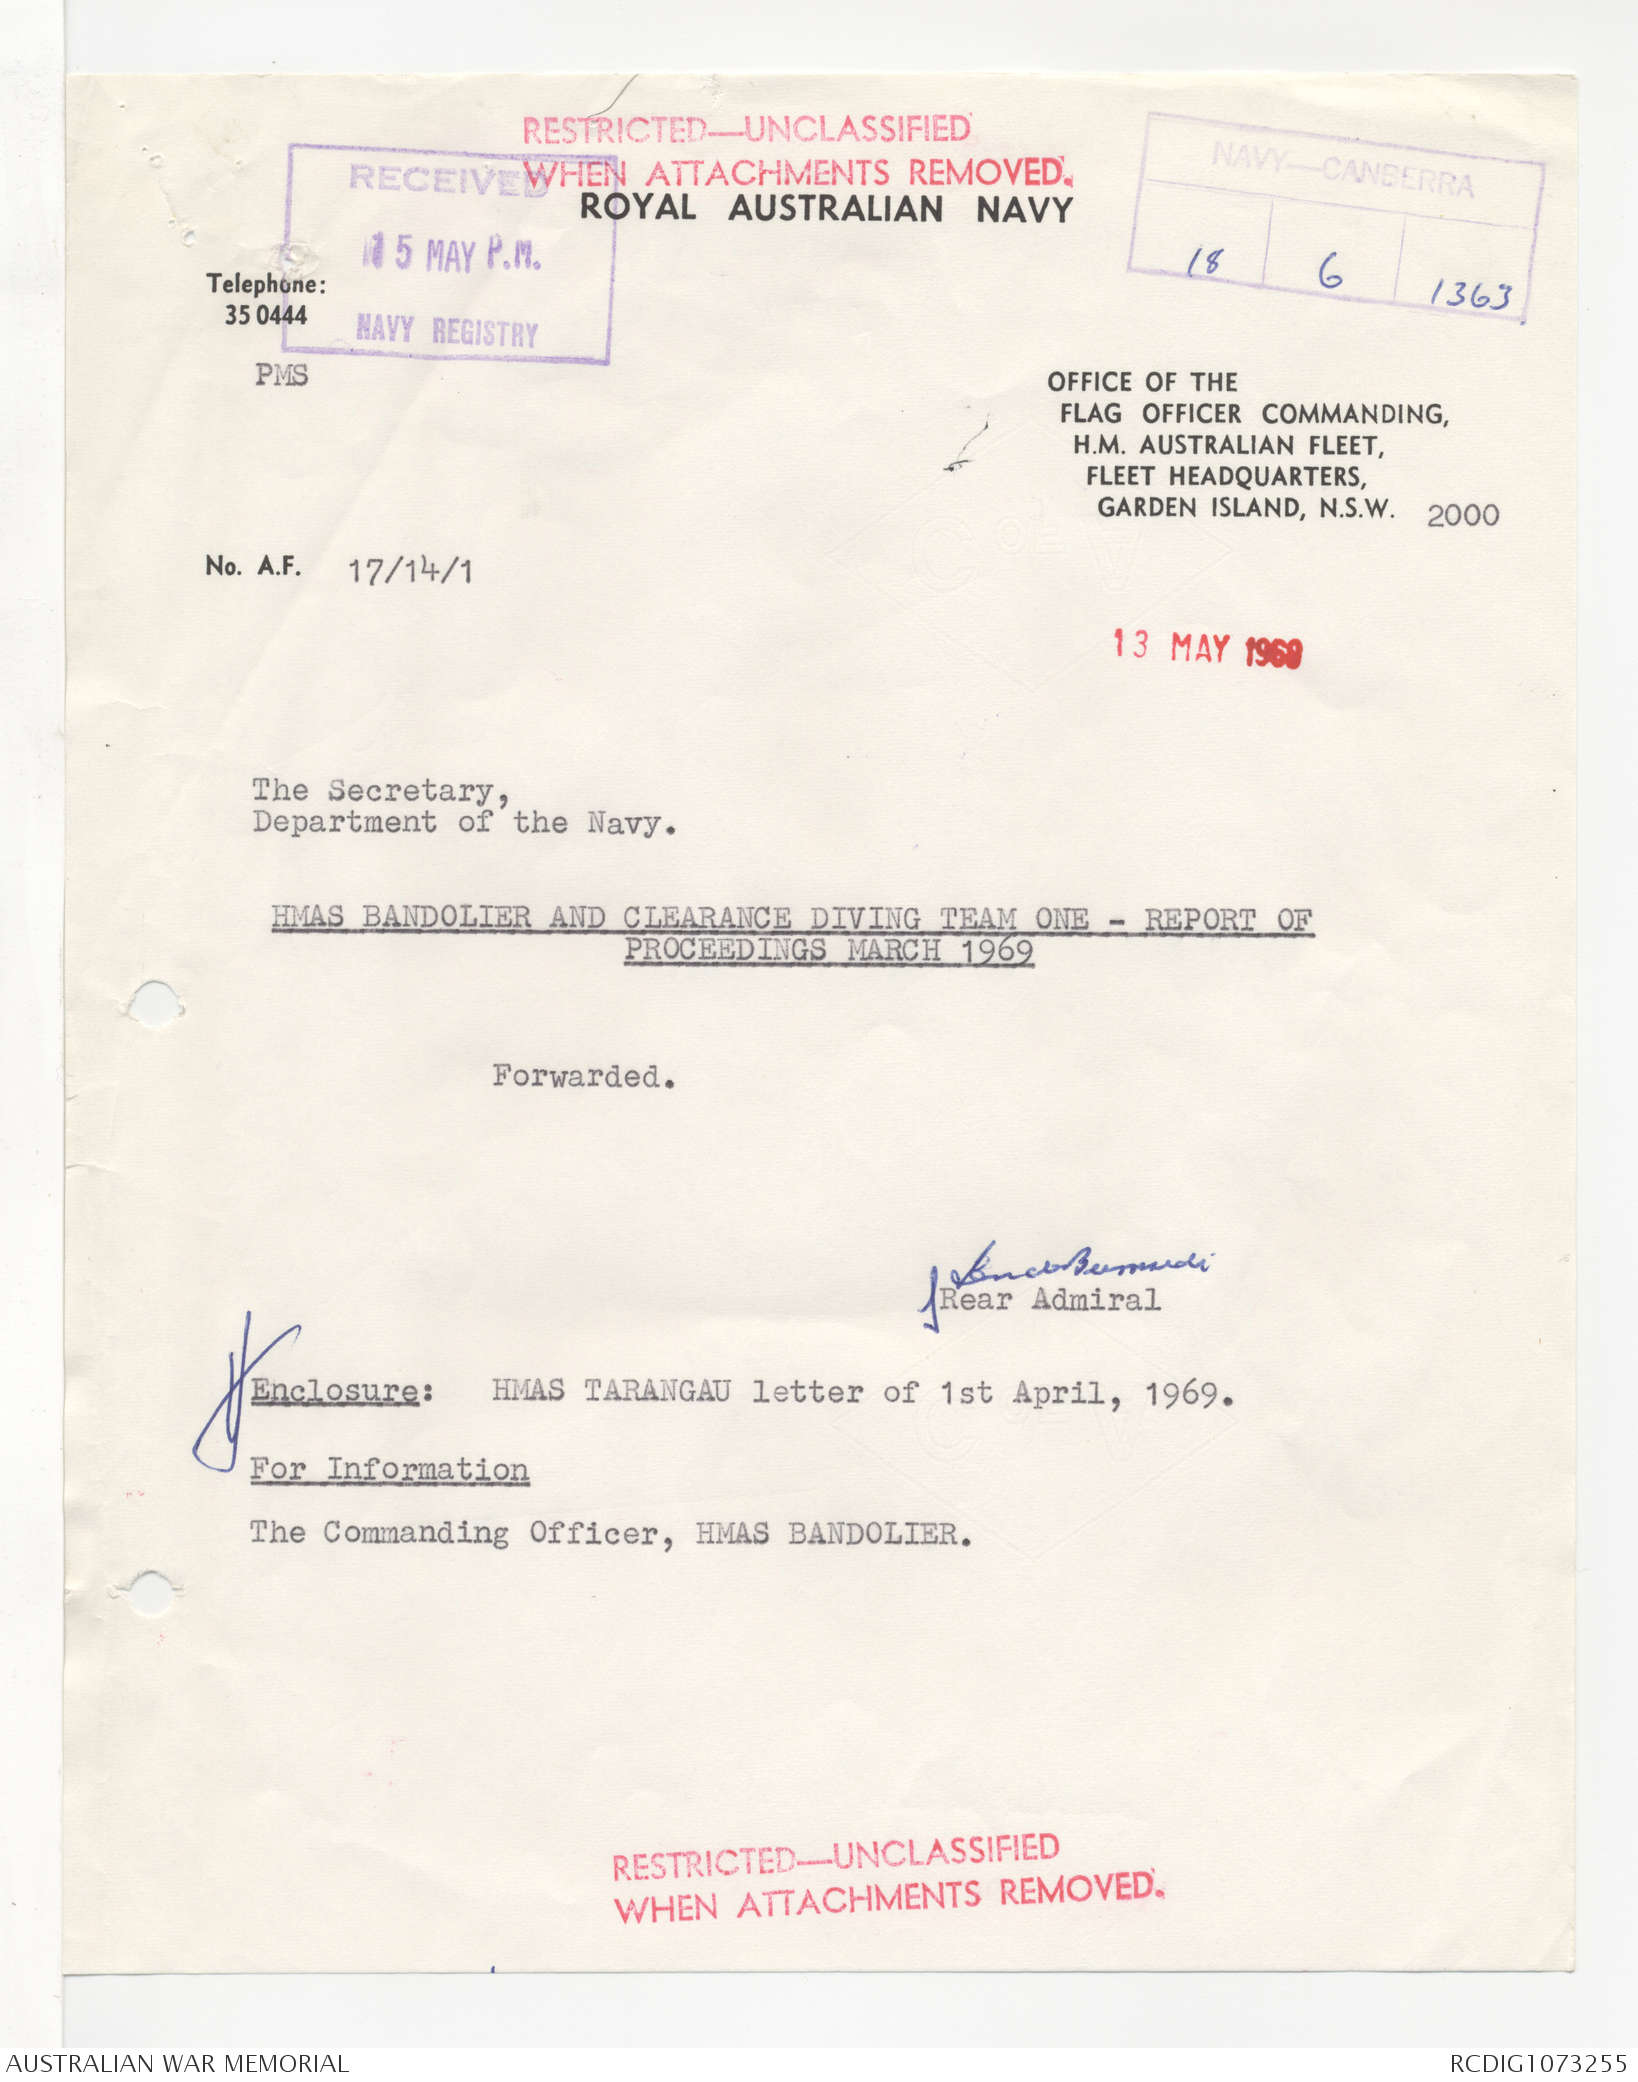 RESTRICTED—UNCLASSIFIED
WHEN ATTACHMENTS REMOVED.
ROYAL AUSTRALIAN NAVY
RECEIVED
15 MAY P.M.
NAVY REGISTRY
NAVY—CANBERRA
18 6 1363
Telephone:
35 0444
PMS
OFFICE OF THE
FLAG OFFICER COMMANDING,
H.M. AUSTRALIAN FLEET,
FLEET HEADQUARTERS,
GARDEN ISLAND, N.S.W. 2000
No. A.F. 17/14/1
13 MAY 1969
The Secretary,
Department of the Navy.
HMAS BANDOLIER AND CLEARANCE DIVING TEAM ONE - REPORT OF
PROCEEDINGS MARCH 1969
Forwarded.
Rear Admiral
Enclosure: HMAS TARANGAU letter of 1st April, 1969.
For Information
The Commanding Officer, HMAS BANDOLIER.
RESTRICTED—UNCLASSIFIED
WHEN ATTACHMENTS REMOVED.
AUSTRALIAN WAR MEMORIAL
RCDIG1073255